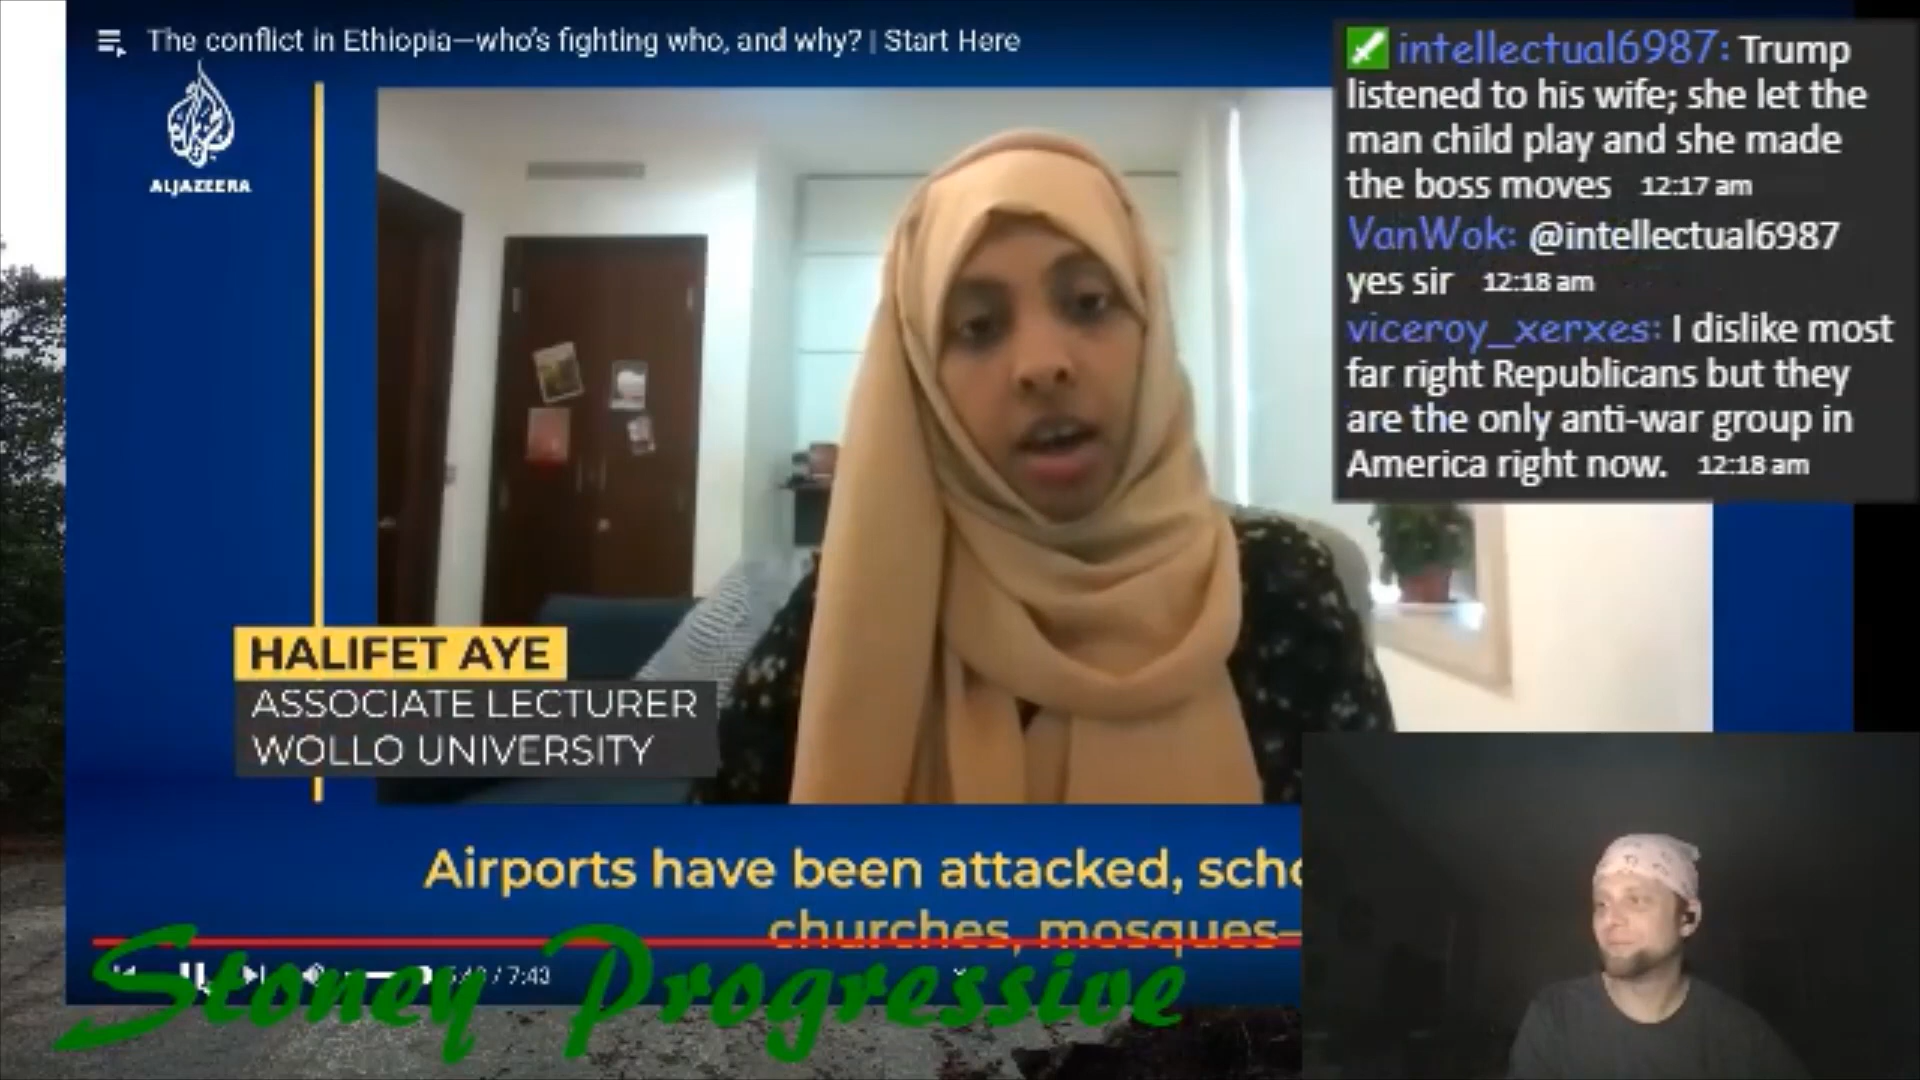 The conflict in Ethiopia—who's fighting who, and why? | Start Here
ALJAZEERA
intellectual6987: Trump
listened to his wife; she let the
man child play and she made
the boss moves 12:17 am
VanWok: @intellectual6987
yes sir 12:18 am
viceroy_xerxes: I dislike most
far right Republicans but they
are the only anti-war group in
America right now. 12:18 am
HALIFET AYE
ASSOCIATE LECTURER
WOLLO UNIVERSITY
Airports have been attacked,
churches, mosques—
/ 7:43
Stoney Progressive